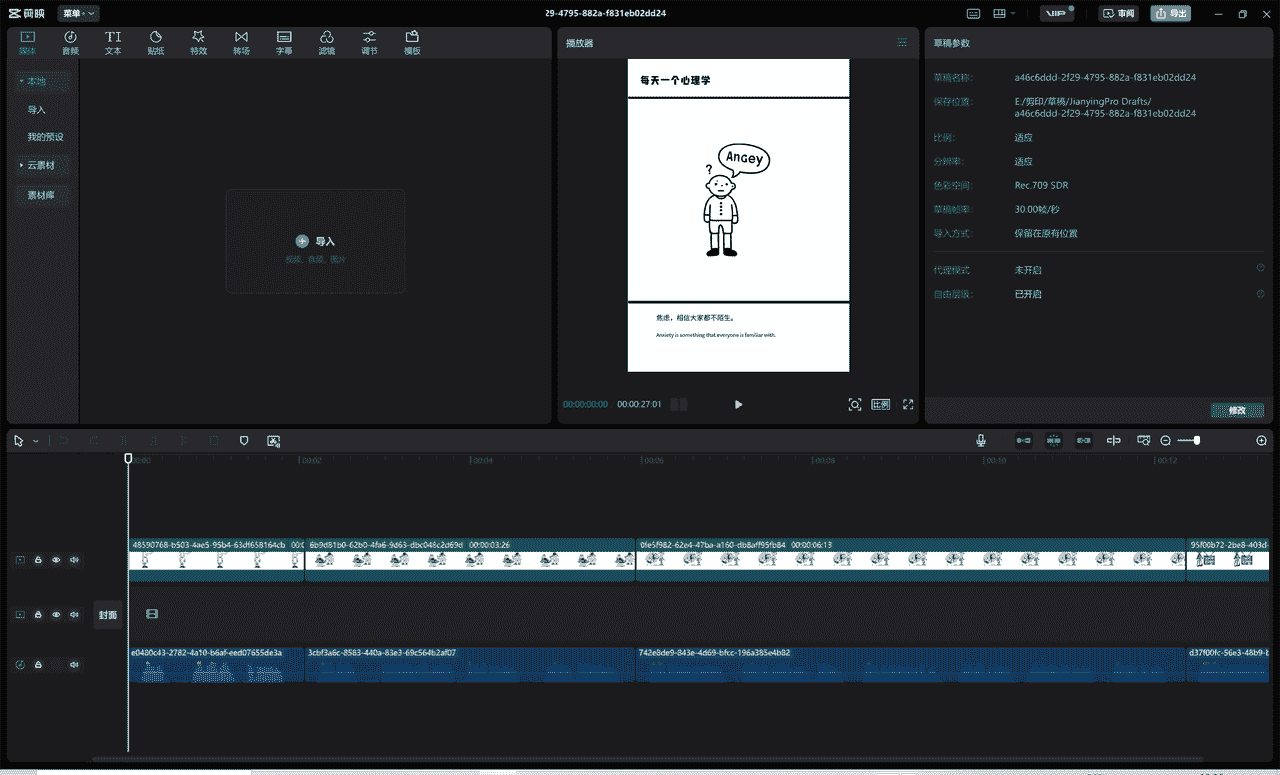 剪映
菜单
29-4795-882a-f831eb02dd24
VIP
审阅
导出
媒体
音频
文本
贴纸
特效
转场
字幕
滤镜
调节
模板
本地
导入
我的预设
云素材
素材库
导入
视频、音频、图片
播放器
每天一个心理学
Angey
?
焦虑，相信大家都不陌生。
Anxiety is something that everyone is familiar with.
00:00:00:00
00:00:27:01
比例
草稿参数
草稿名称：
a46c6ddd-2f29-4795-882a-f831eb02dd24
保存位置：
E:/剪印/草稿/JianyingPro Drafts/
a46c6ddd-2f29-4795-882a-f831eb02dd24
比例：
适应
分辨率：
适应
色彩空间：
Rec.709 SDR
草稿帧率：
30.00帧/秒
导入方式：
保留在原有位置
代理模式
未开启
自由层级：
已开启
修改
00:00
00:02
00:04
00:06
00:08
00:10
00:12
48590768-b503-4ae5-95b4-63df658164cb
6b9d81b0-62b0-4fa6-9d63-dbc046c2d69d 00:00:03:26
0fe5f982-62e4-47ba-a160-db8aff95fb84 00:00:06:13
95f00b72-2be8-403d-
封面
e0480c43-2782-4a10-b6af-eed07655de3a
3cbf3a6c-8583-440a-83e3-69c564b2af07
742e8de9-843e-4d69-bfcc-196a385e4b82
d37f00fc-56e3-48b9-b